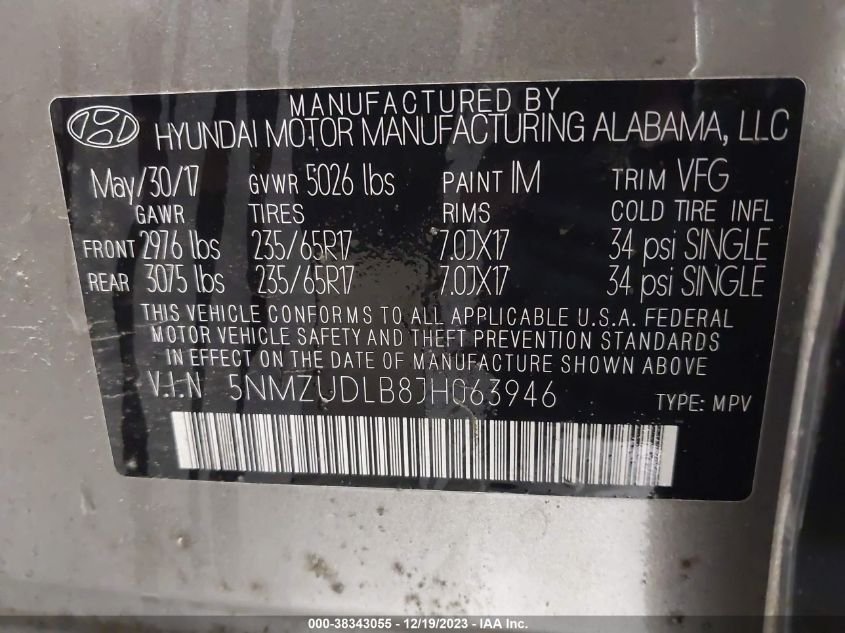 MANUFACTURED BY
HYUNDAI MOTOR MANUFACTURING ALABAMA, LLC
May/30/17 GVWR 5026 lbs PAINT IM TRIM VFG
GAWR TIRES RIMS COLD TIRE INFL
FRONT 2976 lbs 235/65R17 7.0JX17 34 psi SINGLE
REAR 3075 lbs 235/65R17 7.0JX17 34 psi SINGLE
THIS VEHICLE CONFORMS TO ALL APPLICABLE U.S.A. FEDERAL
MOTOR VEHICLE SAFETY AND THEFT PREVENTION STANDARDS
IN EFFECT ON THE DATE OF MANUFACTURE SHOWN ABOVE
V.I.N 5NMZUDLB8JH063946 TYPE: MPV
000-38343055 - 12/19/2023 - IAA, Inc.